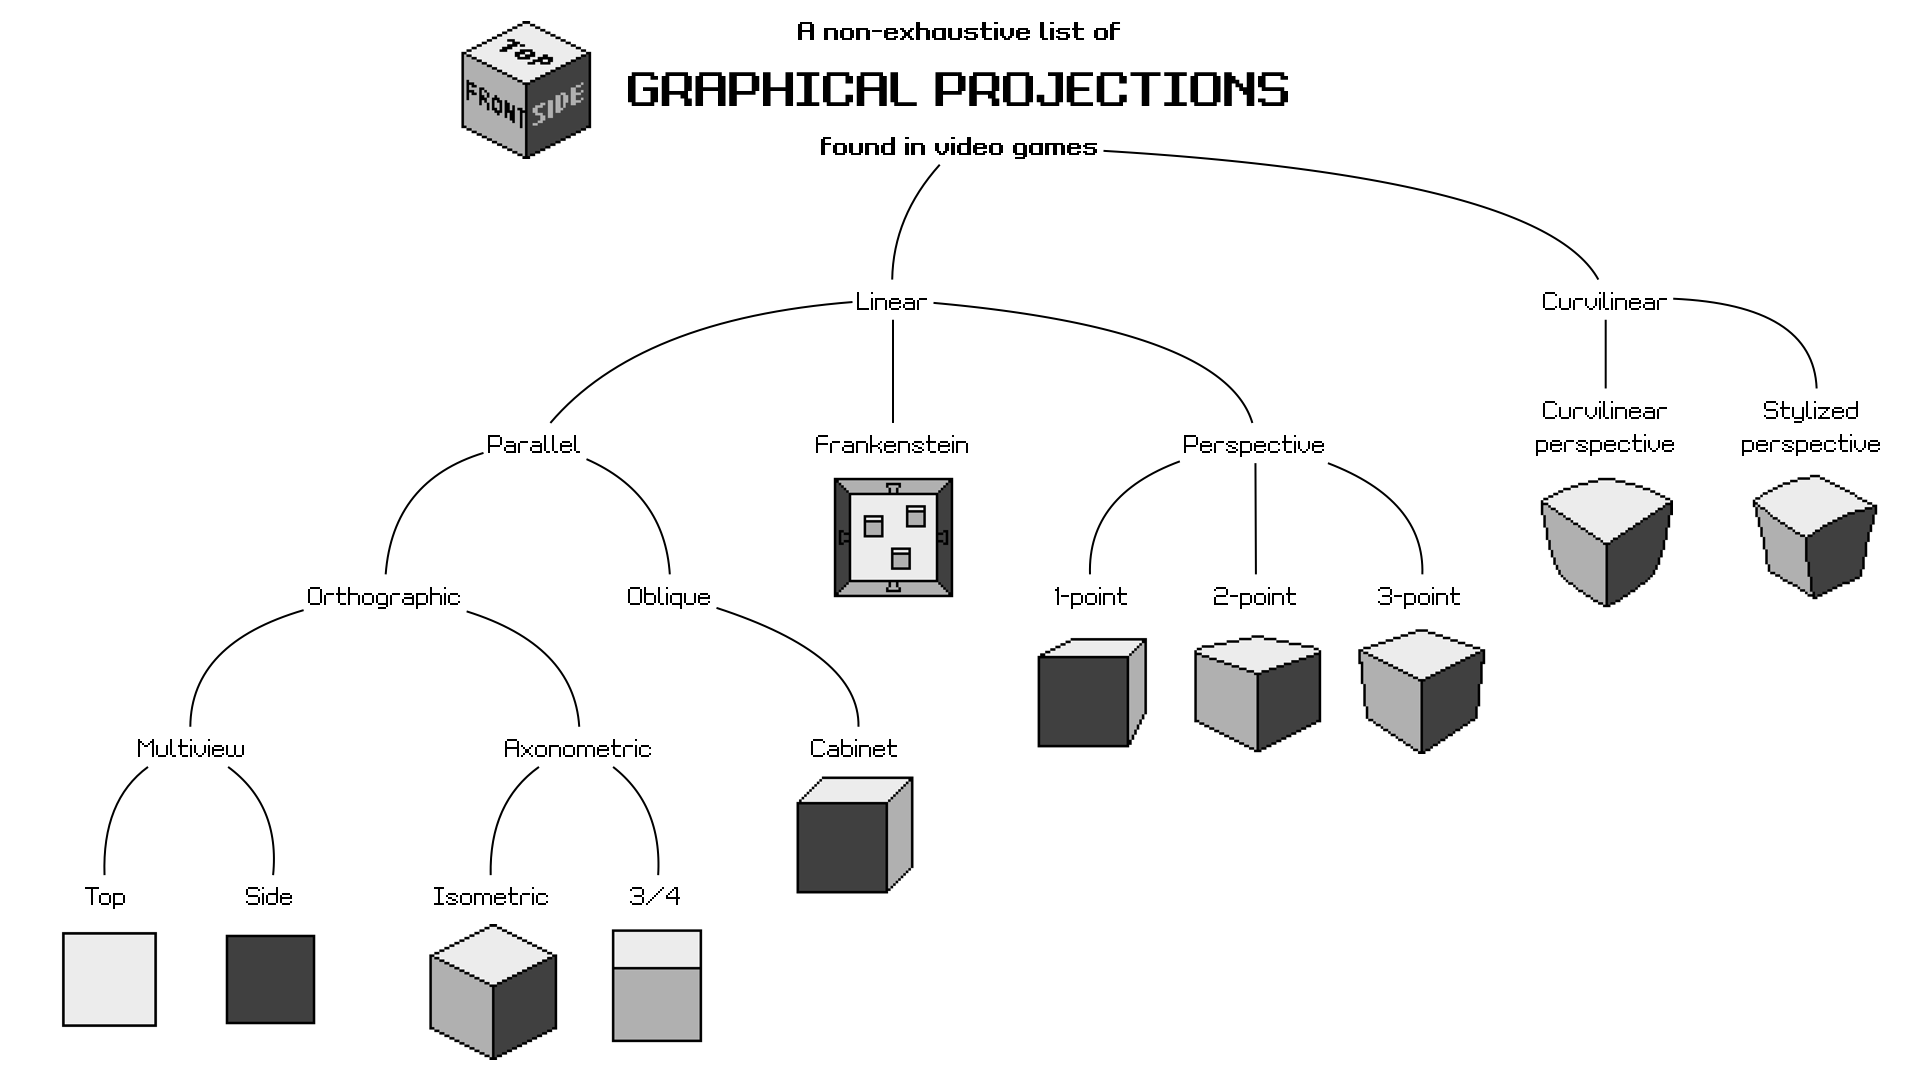 A non-exhaustive list of
GRAPHICAL PROJECTIONS
found in video games
TOP
FRONT
SIDE
Linear
Curvilinear
Parallel
Frankenstein
Perspective
Curvilinear
perspective
Stylized
perspective
Orthographic
Oblique
1-point
2-point
3-point
Multiview
Axonometric
Cabinet
Top
Side
Isometric
3/4